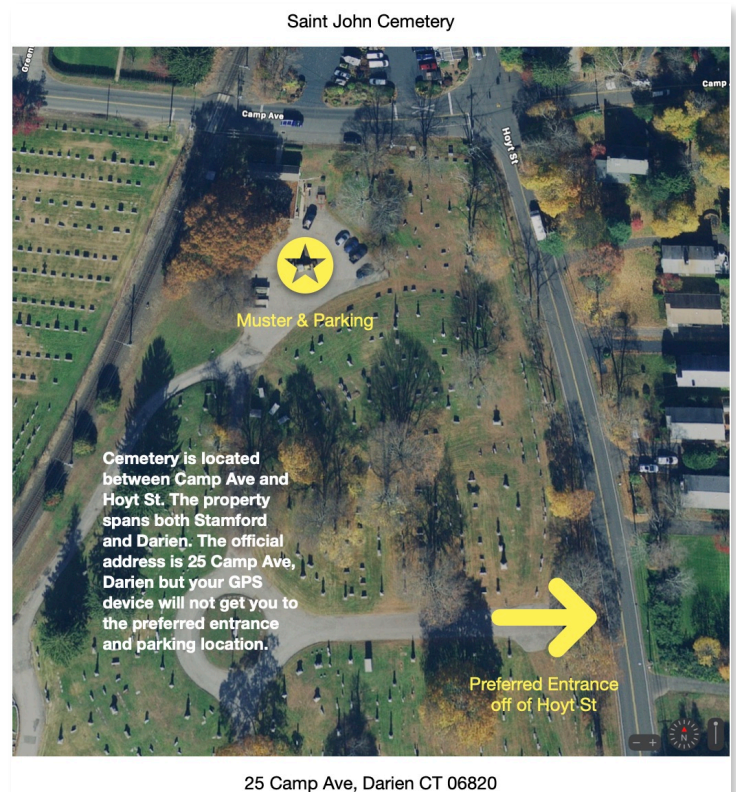 Saint John Cemetery
Green
Camp Ave
Camp
Hoyt St
Muster & Parking
Cemetery is located
between Camp Ave and
Hoyt St. The property
spans both Stamford
and Darien. The official
address is 25 Camp Ave,
Darien but your GPS
device will not get you to
the preferred entrance
and parking location.
Preferred Entrance
off of Hoyt St
N
25 Camp Ave, Darien CT 06820